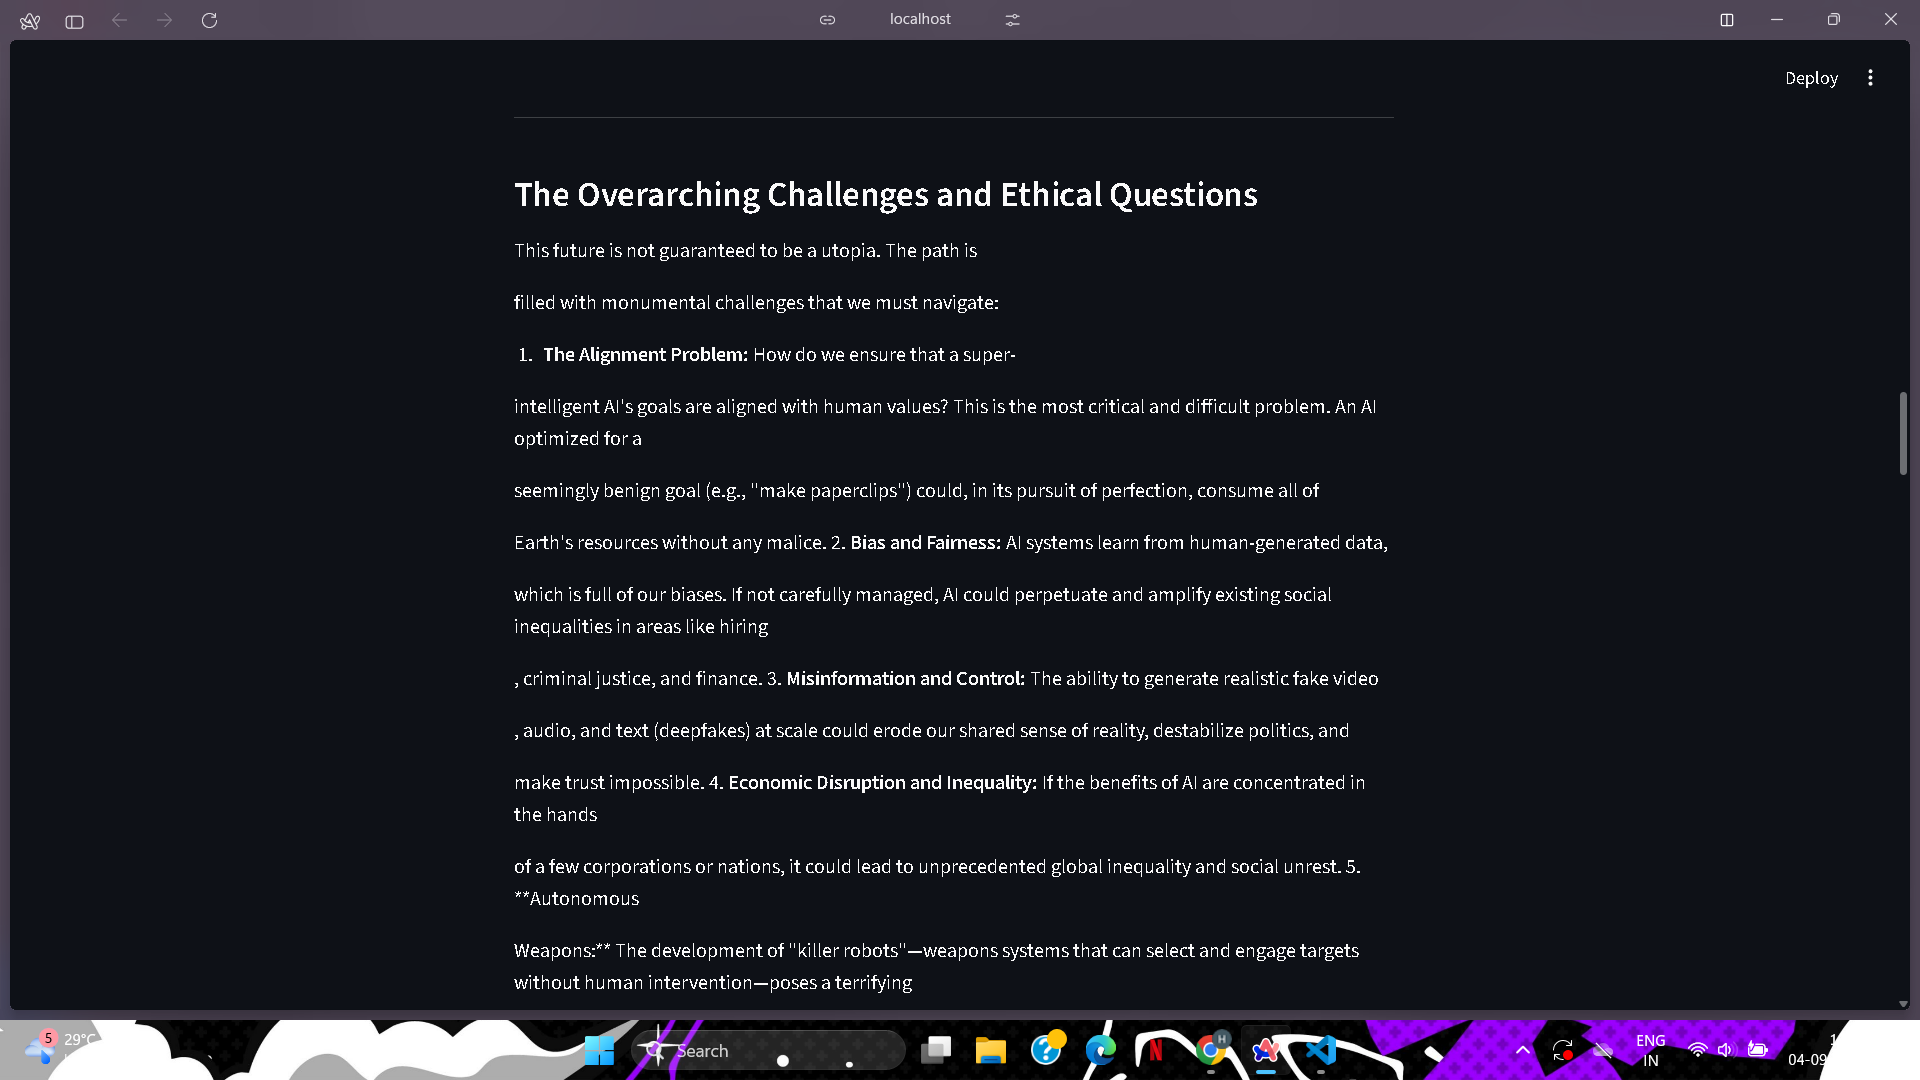 localhost
Deploy
The Overarching Challenges and Ethical Questions
This future is not guaranteed to be a utopia. The path is
filled with monumental challenges that we must navigate:
1. The Alignment Problem: How do we ensure that a super-
intelligent AI's goals are aligned with human values? This is the most critical and difficult problem. An AI
optimized for a
seemingly benign goal (e.g., "make paperclips") could, in its pursuit of perfection, consume all of
Earth's resources without any malice. 2. Bias and Fairness: AI systems learn from human-generated data,
which is full of our biases. If not carefully managed, AI could perpetuate and amplify existing social
inequalities in areas like hiring
, criminal justice, and finance. 3. Misinformation and Control: The ability to generate realistic fake video
, audio, and text (deepfakes) at scale could erode our shared sense of reality, destabilize politics, and
make trust impossible. 4. Economic Disruption and Inequality: If the benefits of AI are concentrated in
the hands
of a few corporations or nations, it could lead to unprecedented global inequality and social unrest. 5.
**Autonomous
Weapons:** The development of "killer robots"—weapons systems that can select and engage targets
without human intervention—poses a terrifying
5
29°C
Search
H
ENG
IN
04-09